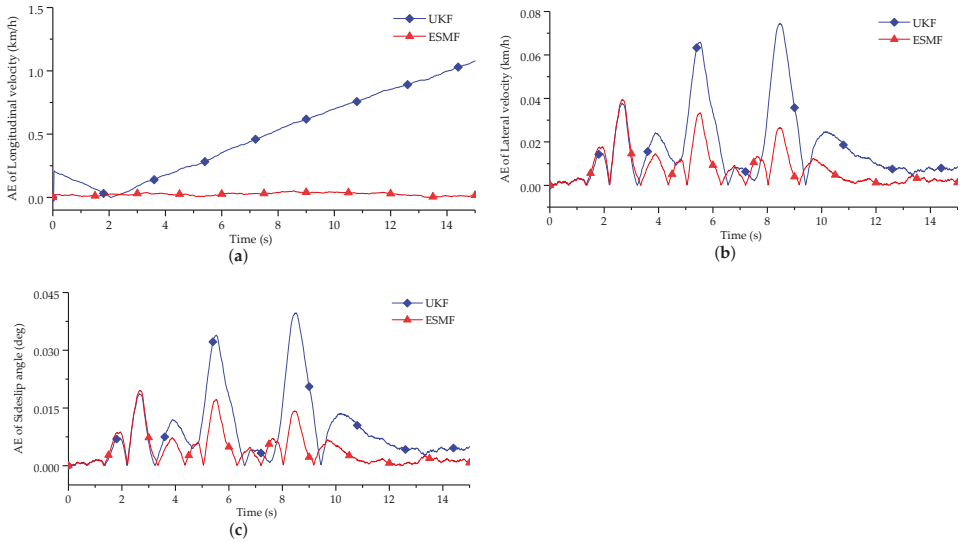 AE of Longitudinal velocity (km/h)
1.5
1.0
0.5
0.0
UKF
ESMF
0 2 4 6 8 10 12 14
Time (s)
(a)
AE of Lateral velocity (km/h)
0.08
0.06
0.04
0.02
0.00
UKF
ESMF
0 2 4 6 8 10 12 14
Time (s)
(b)
AE of Sideslip angle (deg)
0.045
0.030
0.015
0.000
UKF
ESMF
0 2 4 6 8 10 12 14
Time (s)
(c)